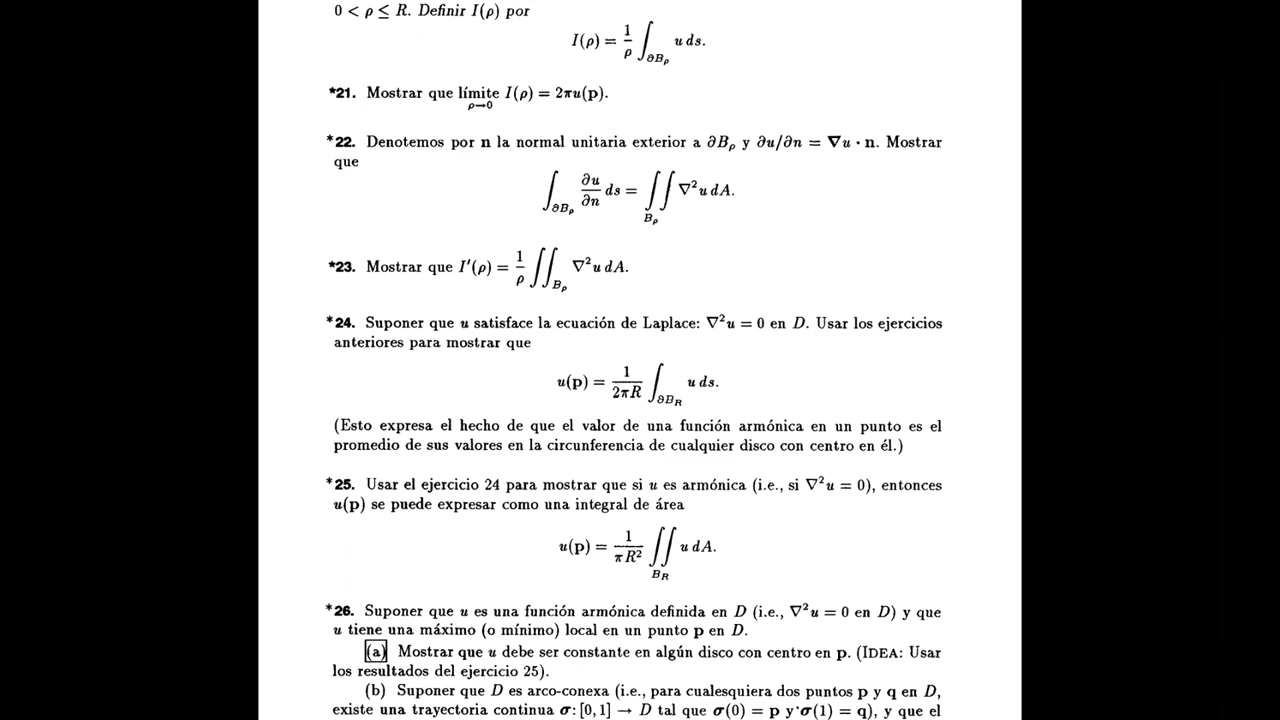 0 < ρ ≤ R. Definir I(ρ) por
I(ρ) = 1/ρ ∫_{∂B_ρ} u ds.
*21. Mostrar que límite_{ρ→0} I(ρ) = 2πu(p).
*22. Denotemos por n la normal unitaria exterior a ∂B_ρ y ∂u/∂n = ∇u · n. Mostrar
que
∫_{∂B_ρ} ∂u/∂n ds = ∬_{B_ρ} ∇²u dA.
*23. Mostrar que I′(ρ) = 1/ρ ∬_{B_ρ} ∇²u dA.
*24. Suponer que u satisface la ecuación de Laplace: ∇²u = 0 en D. Usar los ejercicios
anteriores para mostrar que
u(p) = 1/(2πR) ∫_{∂B_R} u ds.
(Esto expresa el hecho de que el valor de una función armónica en un punto es el
promedio de sus valores en la circunferencia de cualquier disco con centro en él.)
*25. Usar el ejercicio 24 para mostrar que si u es armónica (i.e., si ∇²u = 0), entonces
u(p) se puede expresar como una integral de área
u(p) = 1/(πR²) ∬_{B_R} u dA.
*26. Suponer que u es una función armónica definida en D (i.e., ∇²u = 0 en D) y que
u tiene una máximo (o mínimo) local en un punto p en D.
(a) Mostrar que u debe ser constante en algún disco con centro en p. (IDEA: Usar
los resultados del ejercicio 25).
(b) Suponer que D es arco-conexa (i.e., para cualesquiera dos puntos p y q en D,
existe una trayectoria continua σ: [0,1] → D tal que σ(0) = p y σ(1) = q), y que el